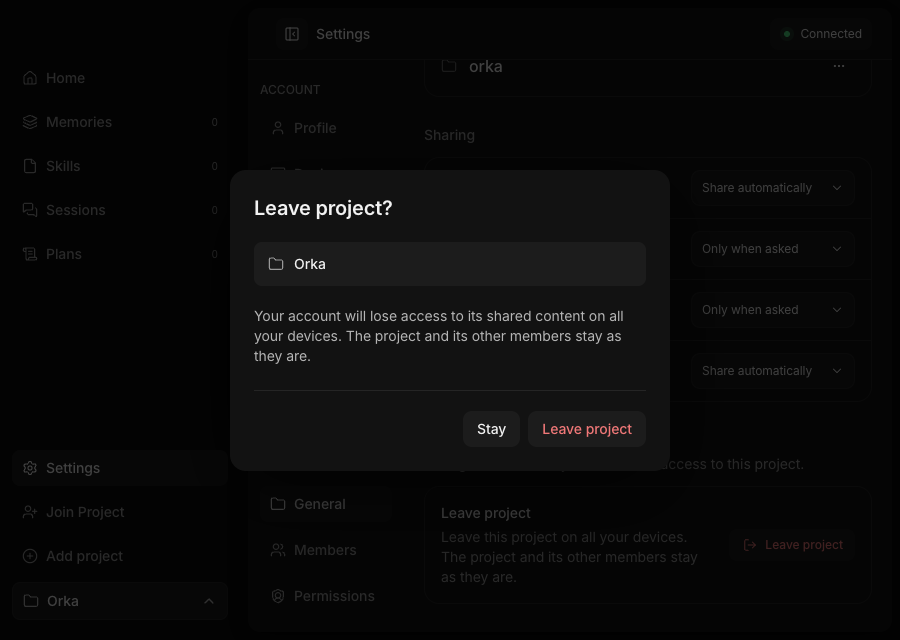 Settings
Connected
Home
Memories
0
Skills
0
Sessions
0
Plans
0
Settings
Join Project
Add project
Orka
ACCOUNT
Profile
General
Members
Permissions
orka
Sharing
Share automatically
Only when asked
Only when asked
Share automatically
Leave project?
Orka
Your account will lose access to its shared content on all
your devices. The project and its other members stay as
they are.
Stay
Leave project
access to this project.
Leave project
Leave this project on all your devices.
The project and its other members stay
as they are.
Leave project